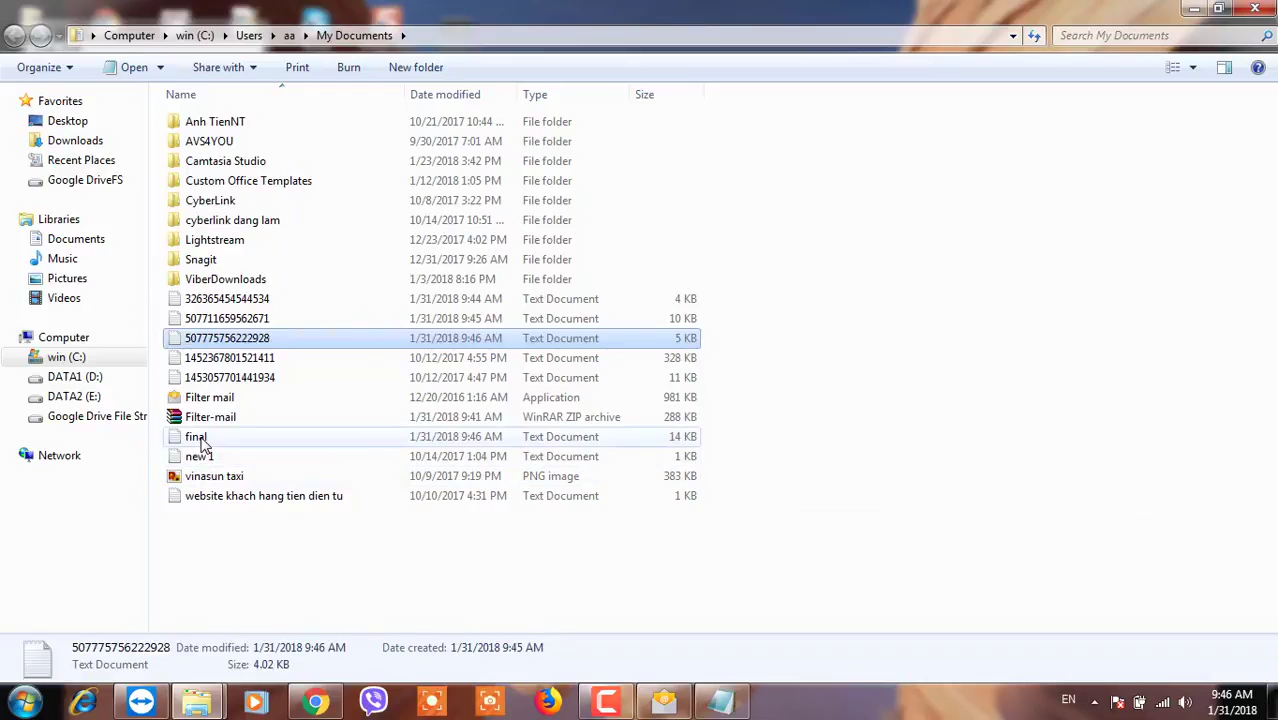 Computer ▸ win (C:) ▸ Users ▸ aa ▸ My Documents ▸ Search My Documents
Organize Open Share with Print Burn New folder
Name Date modified Type Size
Favorites
Desktop
Downloads
Recent Places
Google DriveFS
Libraries
Documents
Music
Pictures
Videos
Computer
win (C:)
DATA1 (D:)
DATA2 (E:)
Google Drive File Str
Network
Anh TienNT 10/21/2017 10:44 ... File folder
AVS4YOU 9/30/2017 7:01 AM File folder
Camtasia Studio 1/23/2018 3:42 PM File folder
Custom Office Templates 1/12/2018 1:05 PM File folder
CyberLink 10/8/2017 3:22 PM File folder
cyberlink dang lam 10/14/2017 10:51 ... File folder
Lightstream 12/23/2017 4:02 PM File folder
Snagit 12/31/2017 9:26 AM File folder
ViberDownloads 1/3/2018 8:16 PM File folder
326365454544534 1/31/2018 9:44 AM Text Document 4 KB
507711659562671 1/31/2018 9:45 AM Text Document 10 KB
507775756222928 1/31/2018 9:46 AM Text Document 5 KB
1452367801521411 10/12/2017 4:55 PM Text Document 328 KB
1453057701441934 10/12/2017 4:47 PM Text Document 11 KB
Filter mail 12/20/2016 1:16 AM Application 981 KB
Filter-mail 1/31/2018 9:41 AM WinRAR ZIP archive 288 KB
final 1/31/2018 9:46 AM Text Document 14 KB
new 1 10/14/2017 1:04 PM Text Document 1 KB
vinasun taxi 10/9/2017 9:19 PM PNG image 383 KB
website khach hang tien dien tu 10/10/2017 4:31 PM Text Document 1 KB
507775756222928 Date modified: 1/31/2018 9:46 AM Date created: 1/31/2018 9:45 AM
Text Document Size: 4.02 KB
EN
9:46 AM
1/31/2018